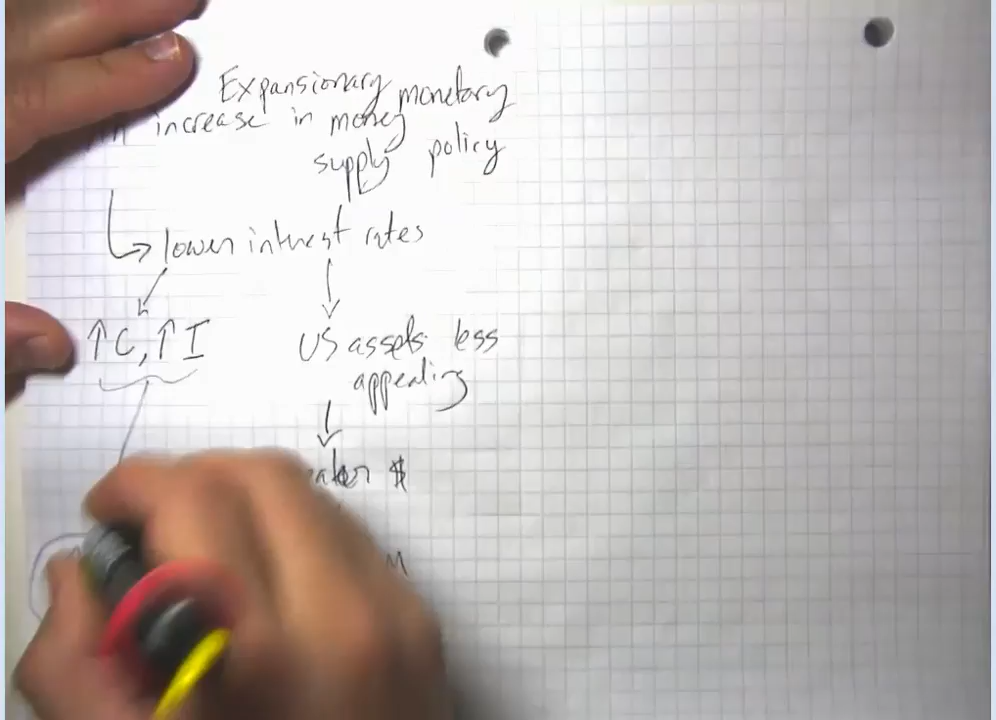 Expansionary monetary
increase in money
supply policy
lower interest rates
↑C, ↑I US assets less
appealing
$
M